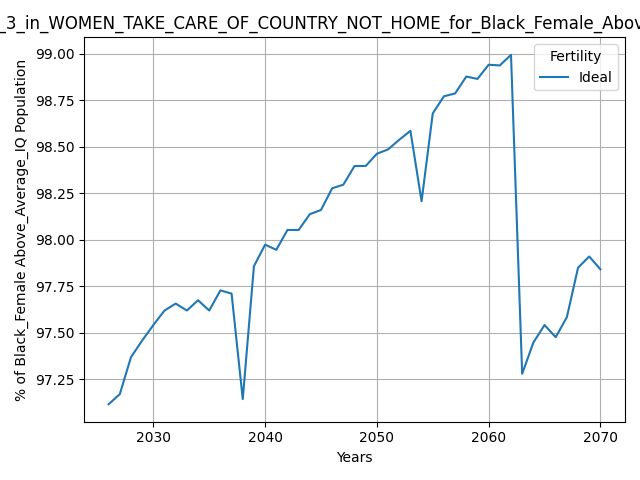 _3_in_WOMEN_TAKE_CARE_OF_COUNTRY_NOT_HOME_for_Black_Female_Abov
Fertility
Ideal
% of Black_Female Above_Average_IQ Population
99.00
98.75
98.50
98.25
98.00
97.75
97.50
97.25
2030 2040 2050 2060 2070
Years